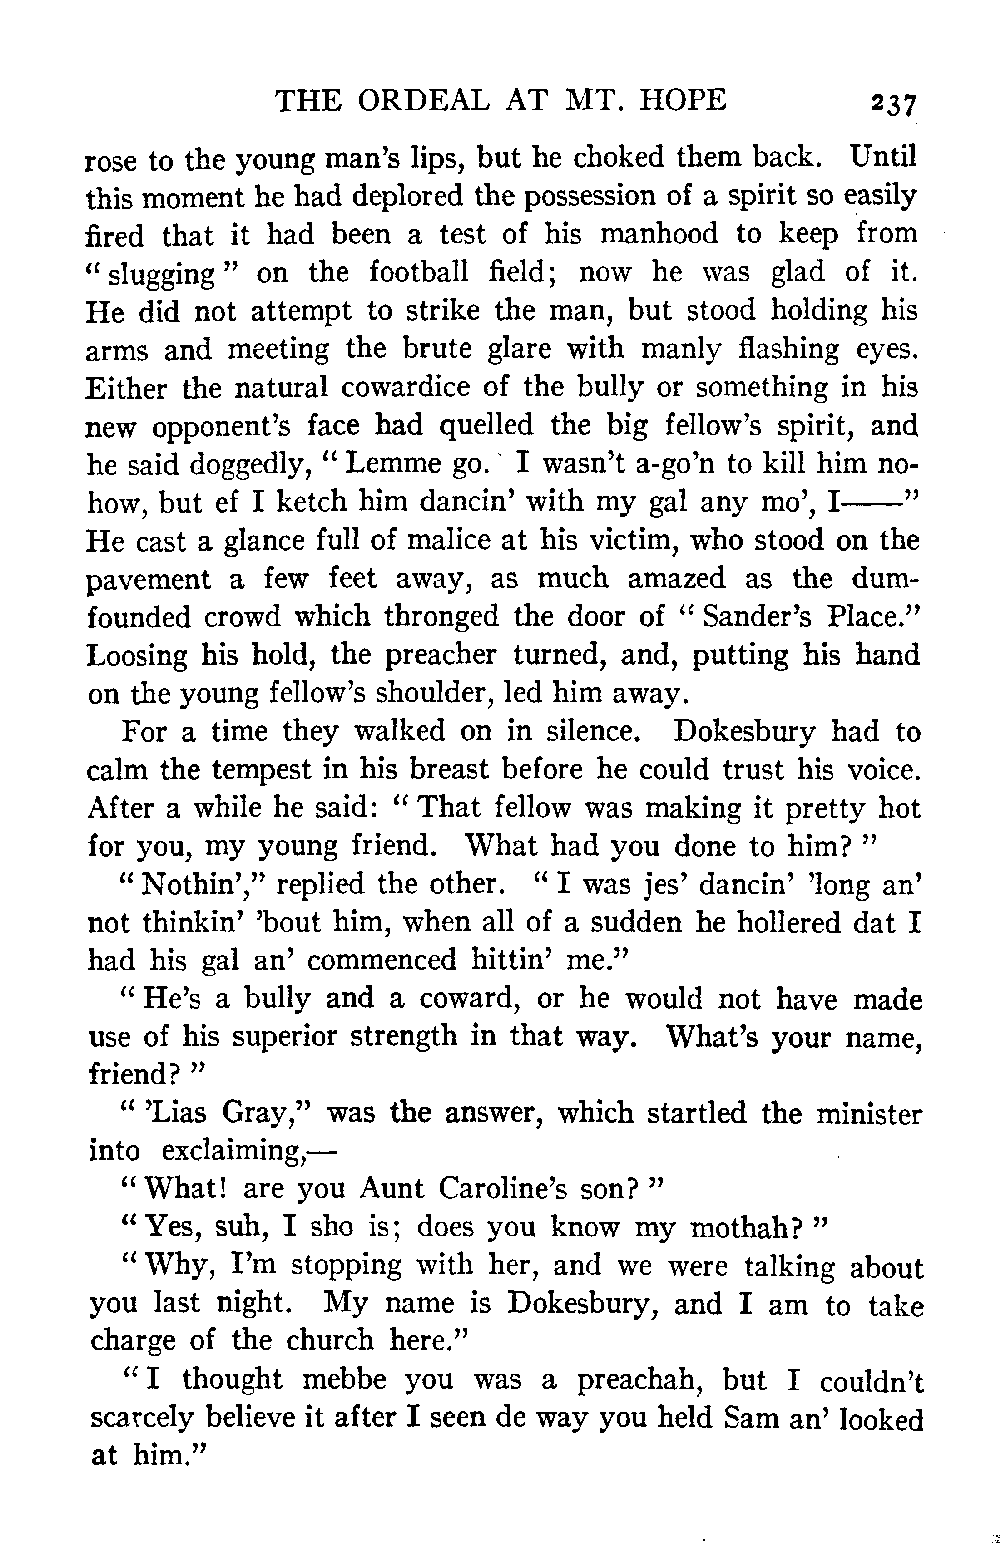 THE ORDEAL AT MT. HOPE 237
rose to the young man's lips, but he choked them back. Until
this moment he had deplored the possession of a spirit so easily
fired that it had been a test of his manhood to keep from
“ slugging ” on the football field; now he was glad of it.
He did not attempt to strike the man, but stood holding his
arms and meeting the brute glare with manly flashing eyes.
Either the natural cowardice of the bully or something in his
new opponent's face had quelled the big fellow's spirit, and
he said doggedly, “ Lemme go. I wasn't a-go'n to kill him no-
how, but ef I ketch him dancin' with my gal any mo', I——”
He cast a glance full of malice at his victim, who stood on the
pavement a few feet away, as much amazed as the dum-
founded crowd which thronged the door of “ Sander's Place.”
Loosing his hold, the preacher turned, and, putting his hand
on the young fellow's shoulder, led him away.
For a time they walked on in silence. Dokesbury had to
calm the tempest in his breast before he could trust his voice.
After a while he said: “ That fellow was making it pretty hot
for you, my young friend. What had you done to him? ”
“ Nothin',” replied the other. “ I was jes' dancin' 'long an'
not thinkin' 'bout him, when all of a sudden he hollered dat I
had his gal an' commenced hittin' me.”
“ He's a bully and a coward, or he would not have made
use of his superior strength in that way. What's your name,
friend? ”
“ 'Lias Gray,” was the answer, which startled the minister
into exclaiming,—
“ What! are you Aunt Caroline's son? ”
“ Yes, suh, I sho is; does you know my mothah? ”
“ Why, I'm stopping with her, and we were talking about
you last night. My name is Dokesbury, and I am to take
charge of the church here.”
“ I thought mebbe you was a preachah, but I couldn't
scarcely believe it after I seen de way you held Sam an' looked
at him.”